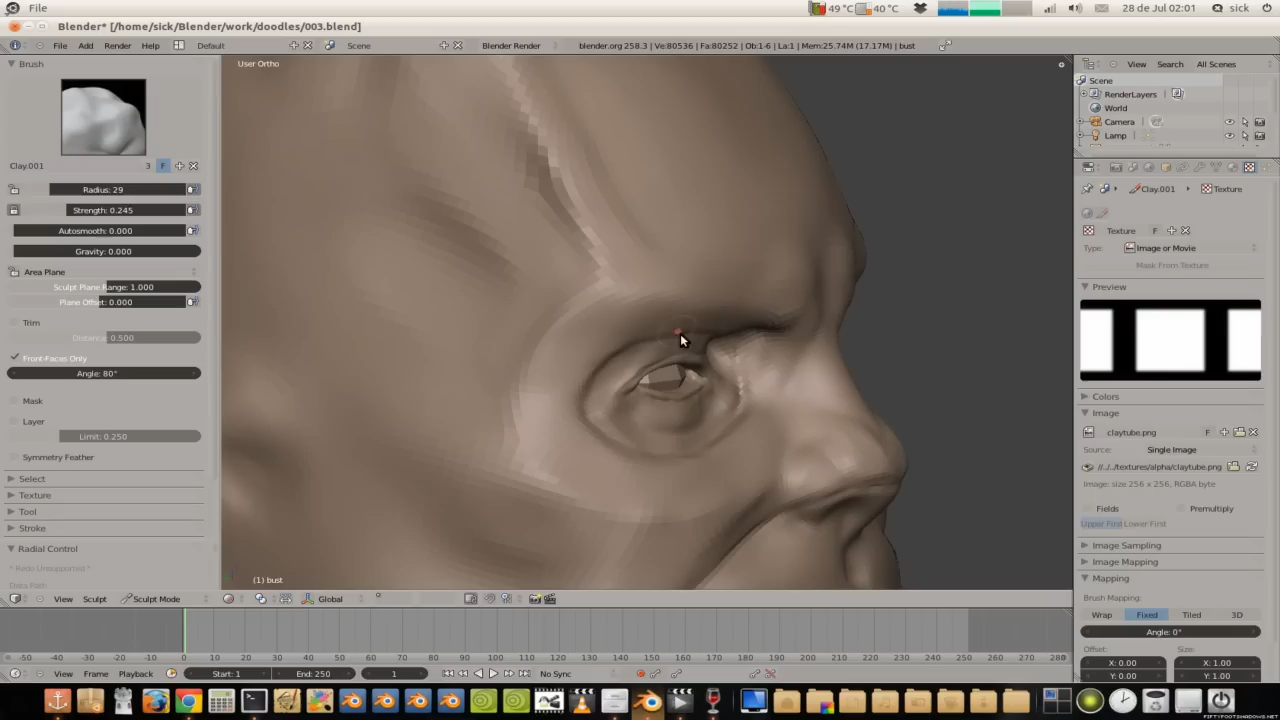 File
49 °C
40 °C
28 de Jul 02:01
sick
Blender* [/home/sick/Blender/work/doodles/003.blend]
File Add Render Help
Default
Scene
Blender Render
blender.org 258.3 | Ve:80536 | Fa:80252 | Ob:1-6 | La:1 | Mem:25.74M (17.17M) | bust
Brush
Clay.001
3
F
Radius: 29
Strength: 0.245
Autosmooth: 0.000
Gravity: 0.000
Area Plane
Sculpt Plane Range: 1.000
Plane Offset: 0.000
Trim
Distance: 0.500
Front-Faces Only
Angle: 80°
Mask
Layer
Limit: 0.250
Symmetry Feather
Select
Texture
Tool
Stroke
Radial Control
* Redo Unsupported *
Data Path
User Ortho
(1) bust
View Search All Scenes
Scene
RenderLayers
World
Camera
Lamp
Clay.001
Texture
Texture F
Type: Image or Movie
Mask From Texture
Preview
Colors
Image
claytube.png F
Source: Single Image
//../../textures/alpha/claytube.png
Image: size 256 x 256, RGBA byte
Fields Premultiply
Upper First Lower First
Image Sampling
Image Mapping
Mapping
Brush Mapping:
Wrap Fixed Tiled 3D
Angle: 0°
Offset: Size:
X: 0.00 X: 1.00
Y: 0.00 Y: 1.00
View Sculpt Sculpt Mode Global
-50 -40 -30 -20 -10 0 10 20 30 40 50 60 70 80 90 100 110 120 130 140 150 160 170 180 190 200 210 220 230 240 250 260 270 280
View Frame Playback
Start: 1
End: 250
1
No Sync
FIFTYFOOTSHADOWS.NET